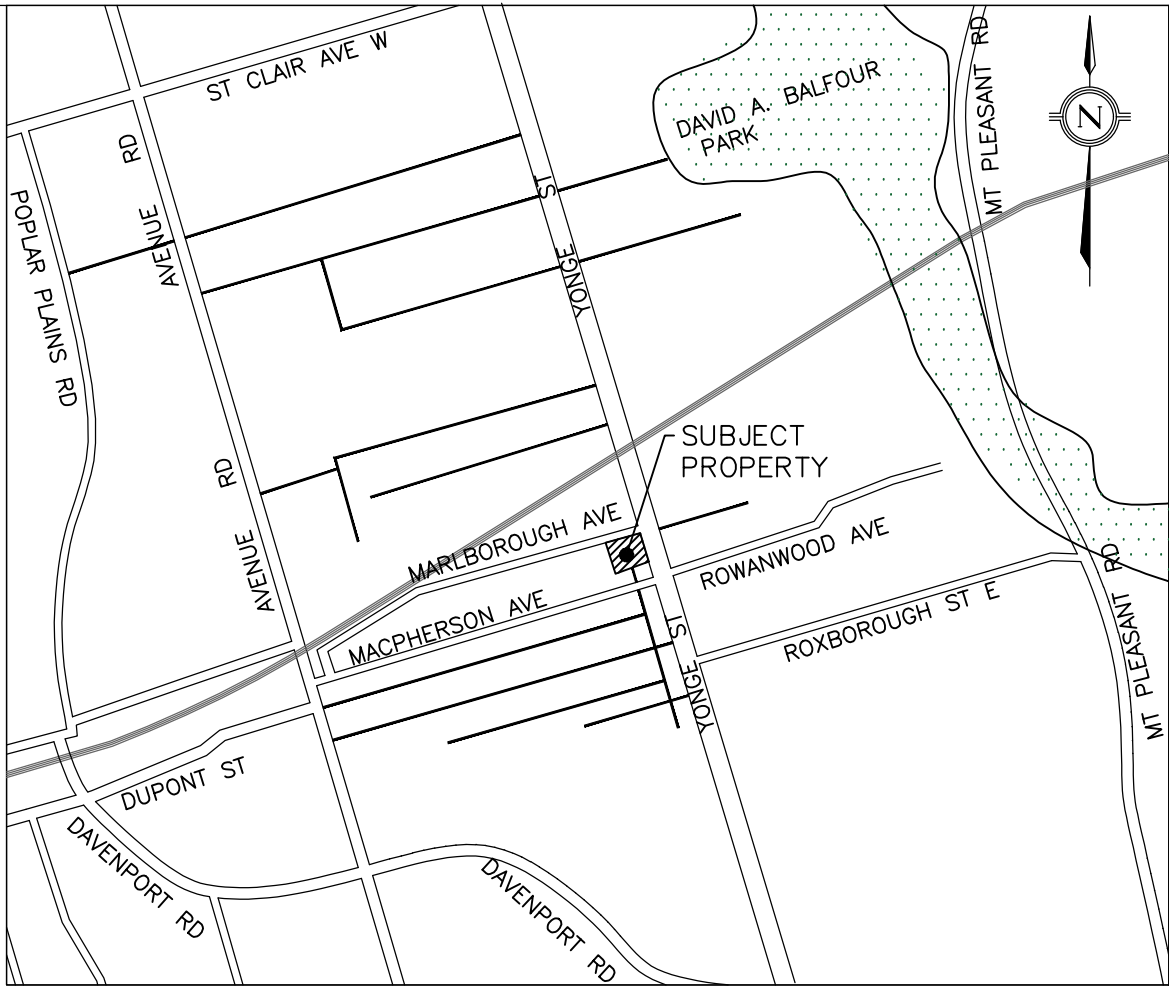 ST CLAIR AVE W
DAVID A. BALFOUR
PARK
MT PLEASANT RD
N
POPLAR PLAINS RD
AVENUE RD
YONGE ST
SUBJECT
PROPERTY
AVENUE RD
MARLBOROUGH AVE
ROWANWOOD AVE
MACPHERSON AVE
ROXBOROUGH ST E
YONGE ST
MT PLEASANT RD
DUPONT ST
DAVENPORT RD
DAVENPORT RD